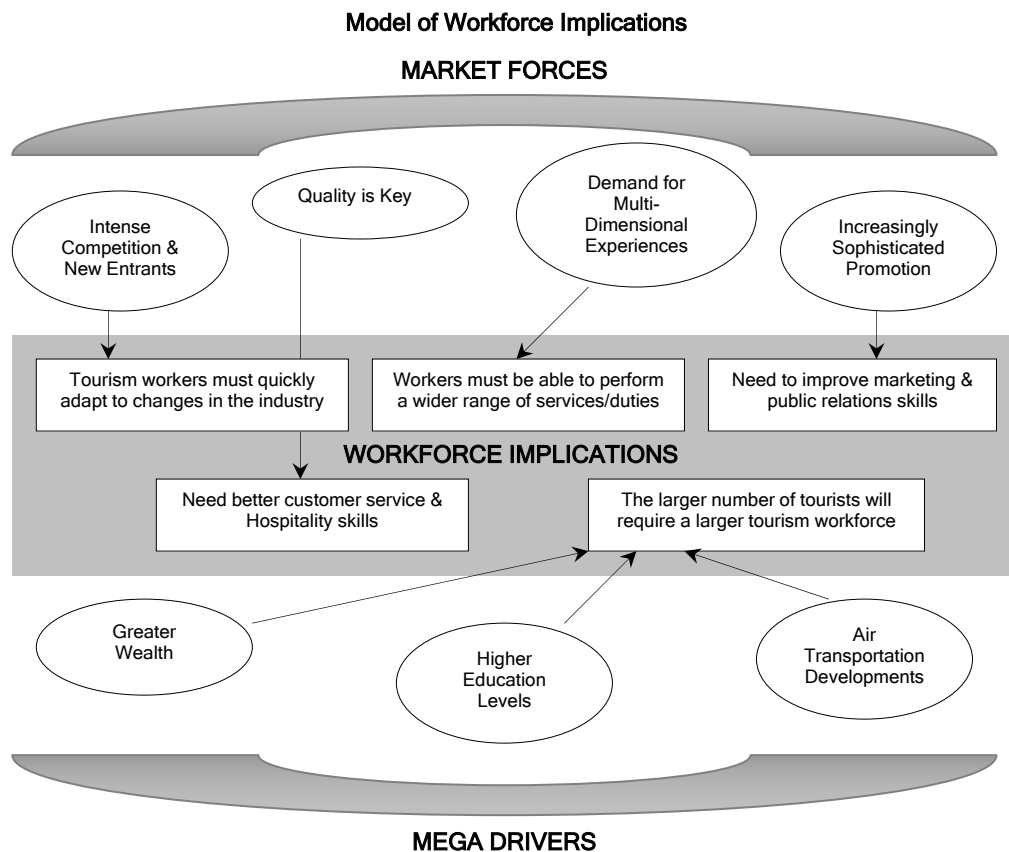 Model of Workforce Implications
MARKET FORCES
Intense
Competition &
New Entrants
Quality is Key
Demand for
Multi-
Dimensional
Experiences
Increasingly
Sophisticated
Promotion
Tourism workers must quickly
adapt to changes in the industry
Workers must be able to perform
a wider range of services/duties
Need to improve marketing &
public relations skills
WORKFORCE IMPLICATIONS
Need better customer service &
Hospitality skills
The larger number of tourists will
require a larger tourism workforce
Greater
Wealth
Higher
Education
Levels
Air
Transportation
Developments
MEGA DRIVERS